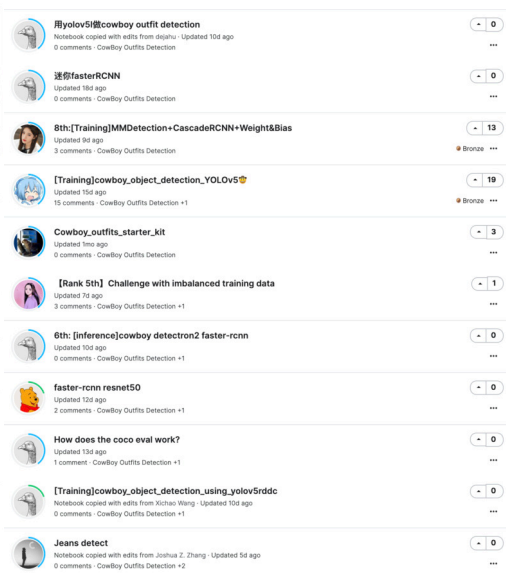 用yolov5l做cowboy outfit detection
0
Notebook copied with edits from dejahu · Updated 10d ago
0 comments · CowBoy Outfits Detection
迷你fasterRCNN
0
Updated 18d ago
0 comments · CowBoy Outfits Detection
8th:[Training]MMDetection+CascadeRCNN+Weight&Bias
13
Updated 9d ago
3 comments · CowBoy Outfits Detection
Bronze
[Training]cowboy_object_detection_YOLOv5🤠
19
Updated 15d ago
15 comments · CowBoy Outfits Detection +1
Bronze
Cowboy_outfits_starter_kit
3
Updated 1mo ago
0 comments · CowBoy Outfits Detection
【Rank 5th】Challenge with imbalanced training data
1
Updated 7d ago
3 comments · CowBoy Outfits Detection +1
6th: [inference]cowboy detectron2 faster-rcnn
0
Updated 10d ago
0 comments · CowBoy Outfits Detection +1
faster-rcnn resnet50
0
Updated 12d ago
2 comments · CowBoy Outfits Detection +1
How does the coco eval work?
0
Updated 13d ago
1 comment · CowBoy Outfits Detection +1
[Training]cowboy_object_detection_using_yolov5rddc
0
Notebook copied with edits from Xichao Wang · Updated 10d ago
0 comments · CowBoy Outfits Detection +1
Jeans detect
0
Notebook copied with edits from Joshua Z. Zhang · Updated 5d ago
0 comments · CowBoy Outfits Detection +2